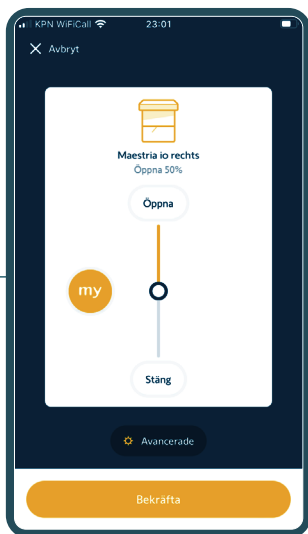 KPN WiFiCall 23:01
Avbryt
Maestria io rechts
Öppna 50%
Öppna
my
Stäng
Avancerade
Bekräfta